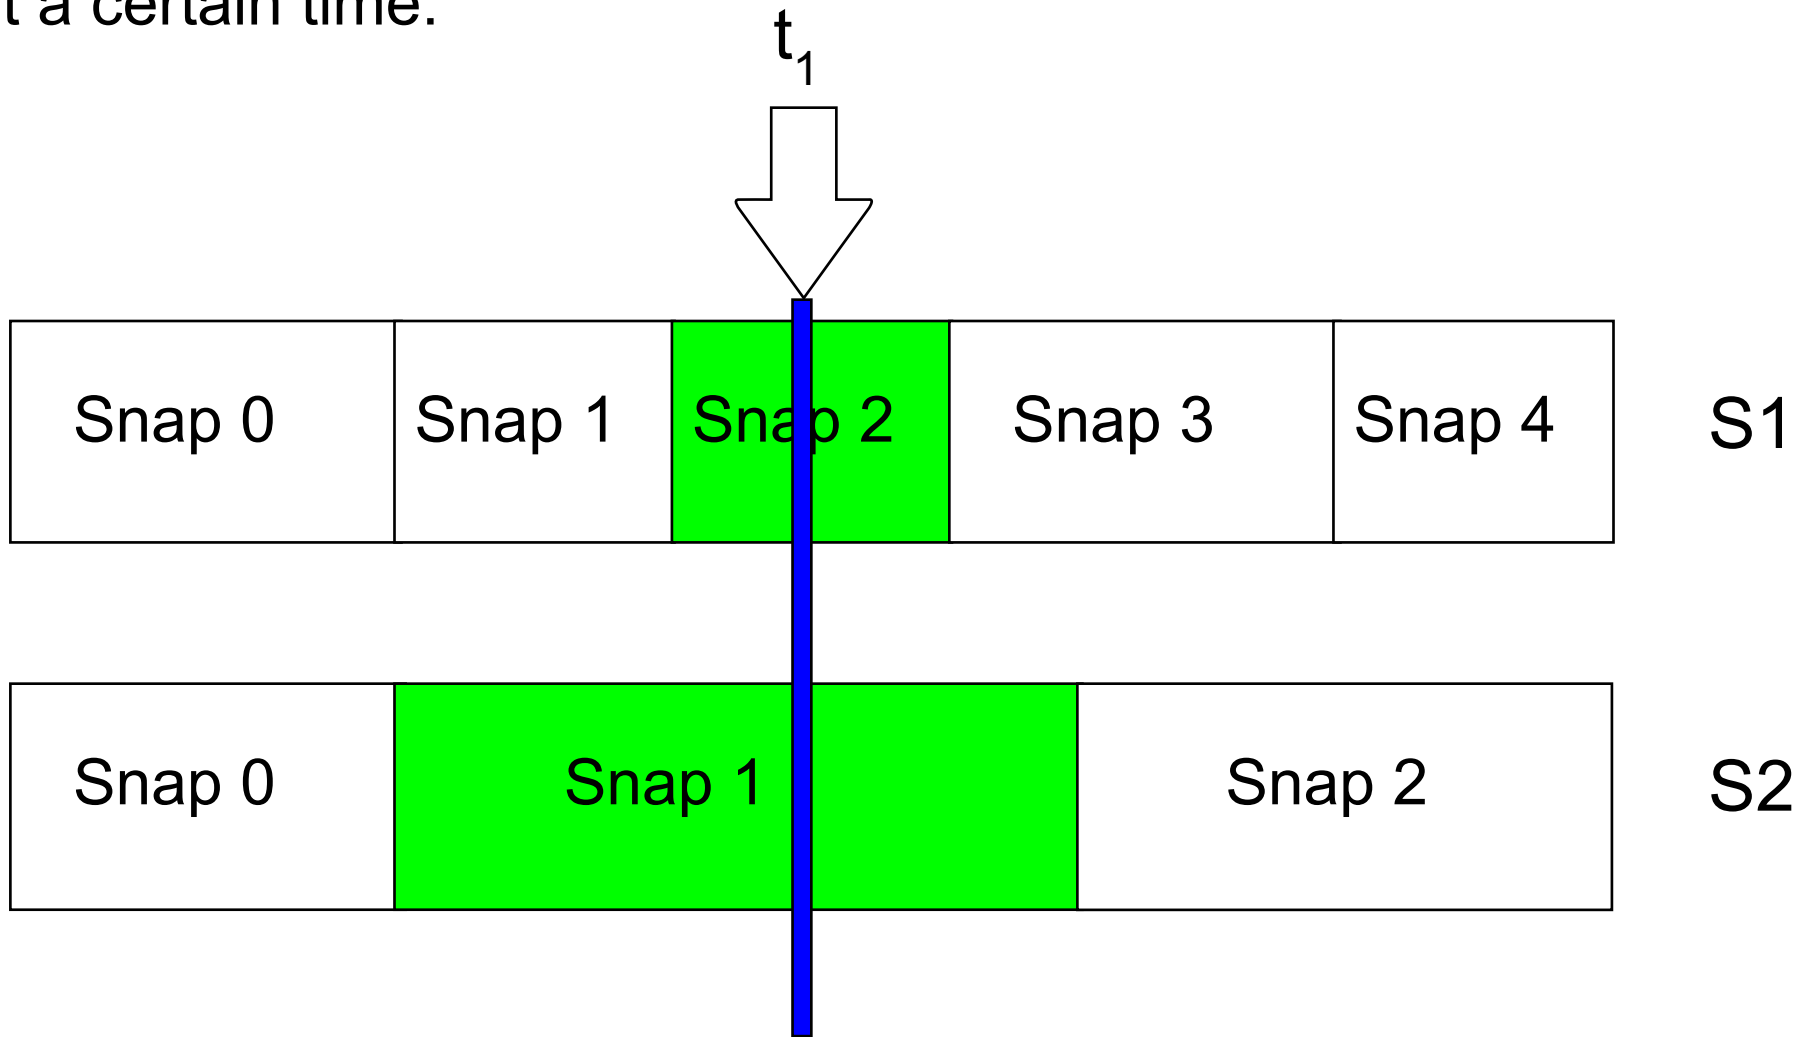 t a certain time.
t1
Snap 0 Snap 1 Snap 2 Snap 3 Snap 4 S1
Snap 0 Snap 1 Snap 2 S2